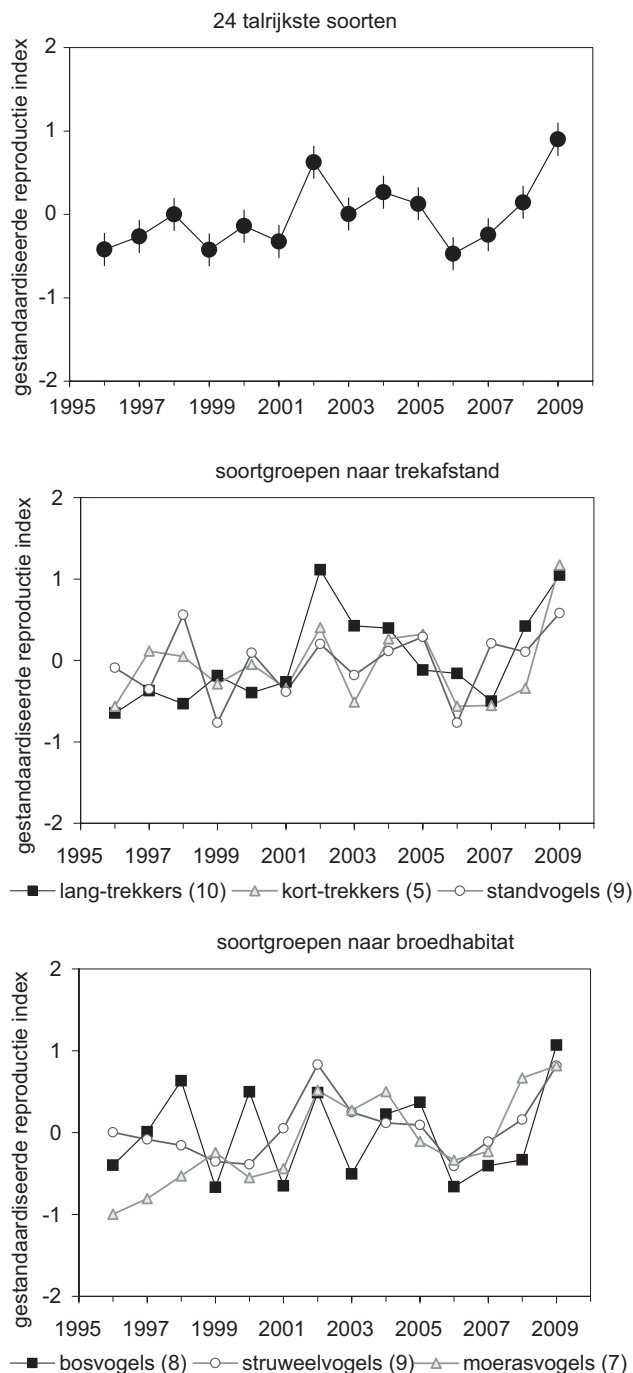 24 talrijkste soorten
gestandaardiseerde reproductie index
2
1
0
-1
-2
1995 1997 1999 2001 2003 2005 2007 2009
soortgroepen naar trekafstand
gestandaardiseerde reproductie index
2
1
0
-1
-2
1995 1997 1999 2001 2003 2005 2007 2009
lang-trekkers (10) kort-trekkers (5) standvogels (9)
soortgroepen naar broedhabitat
gestandaardiseerde reproductie index
2
1
0
-1
-2
1995 1997 1999 2001 2003 2005 2007 2009
bosvogels (8) struweelvogels (9) moerasvogels (7)